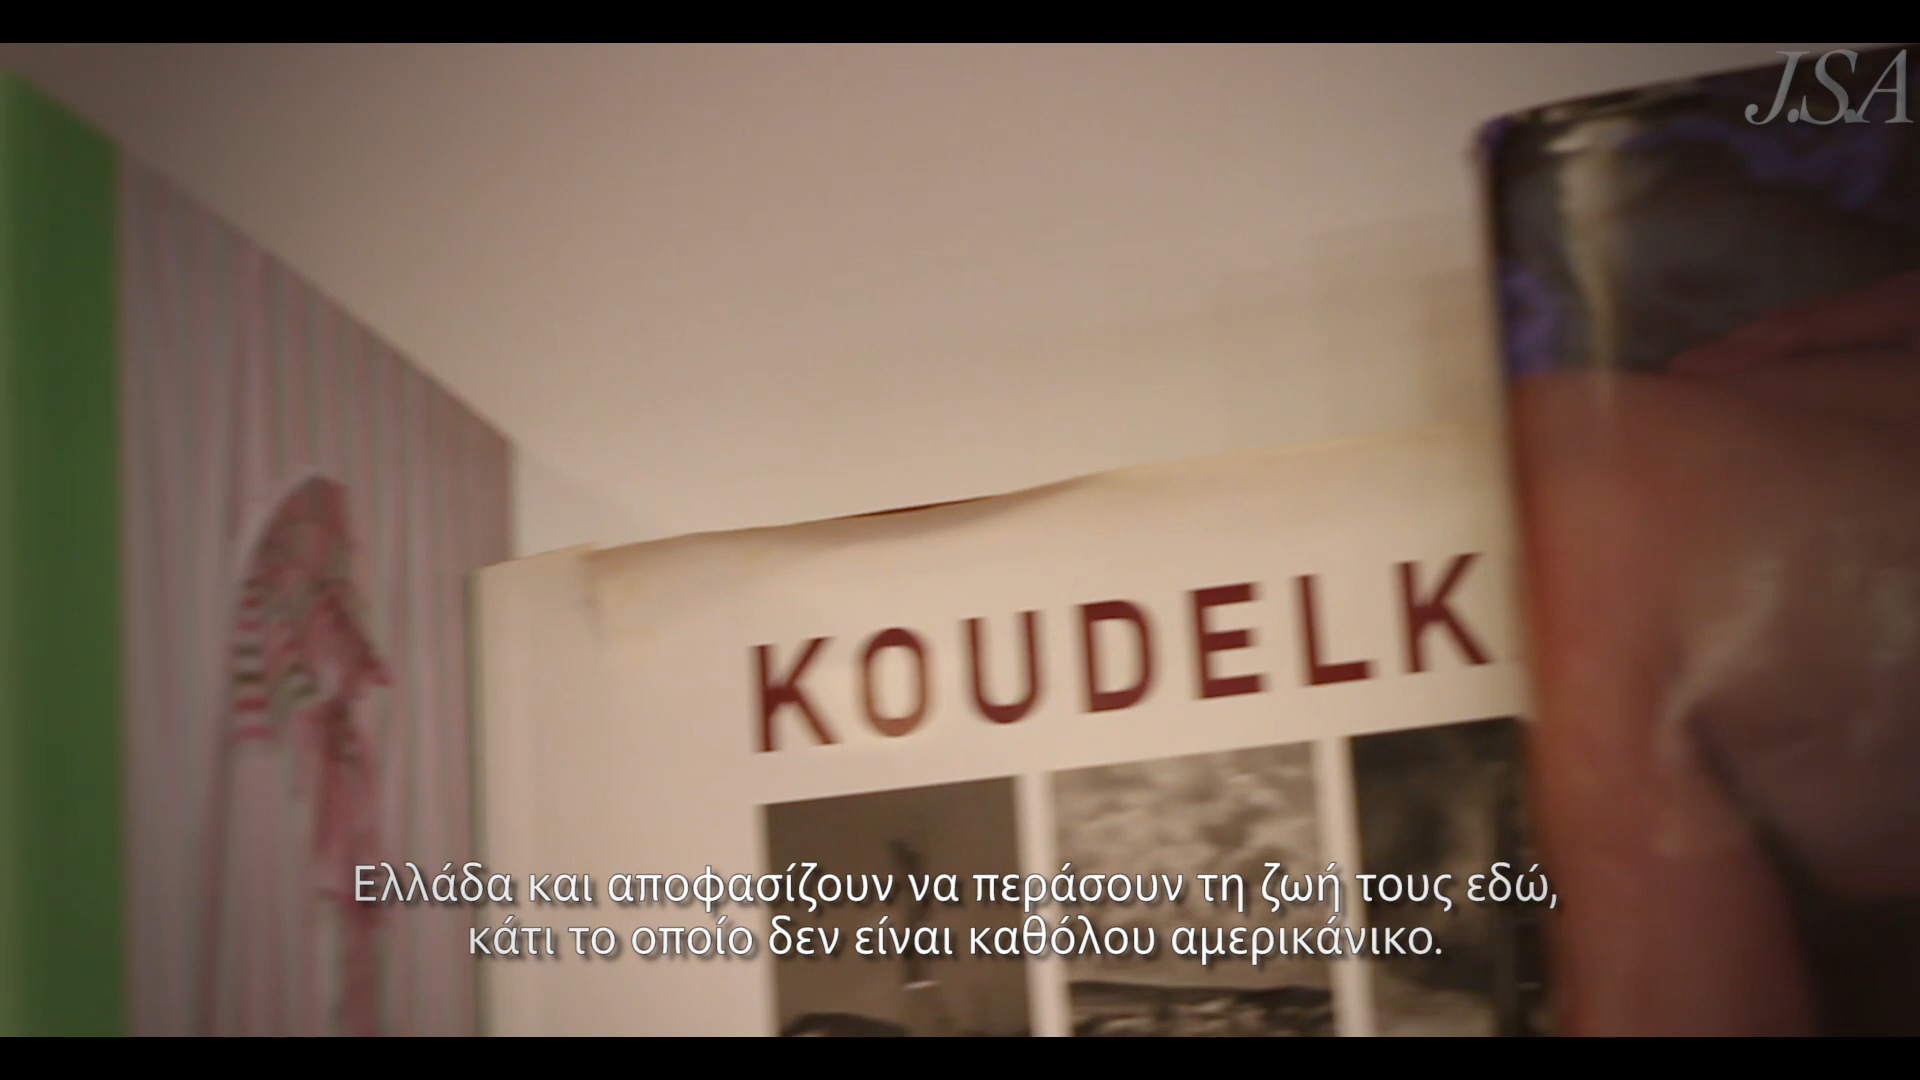 J.S.A
KOUDELK
Ελλάδα και αποφασίζουν να περάσουν τη ζωή τους εδώ,
κάτι το οποίο δεν είναι καθόλου αμερικάνικο.